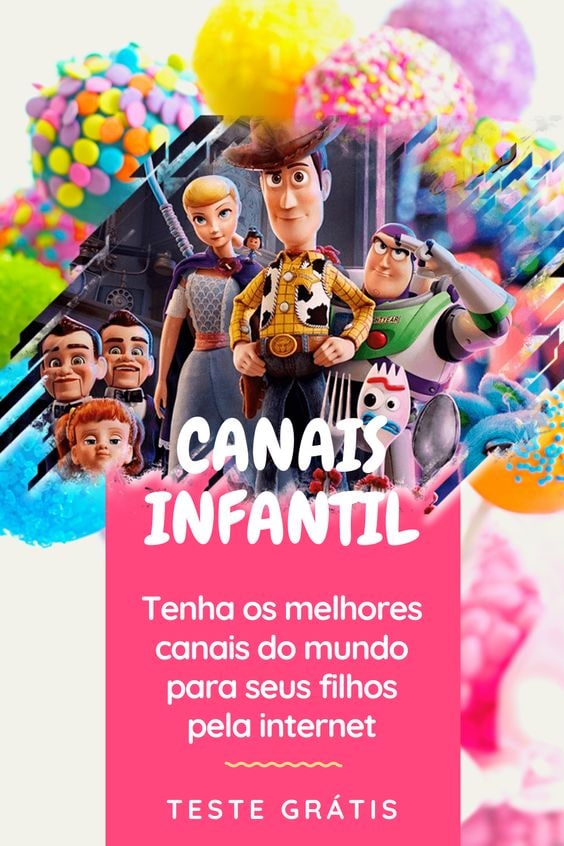 CANAIS
INFANTIL
Tenha os melhores
canais do mundo
para seus filhos
pela internet
TESTE GRÁTIS